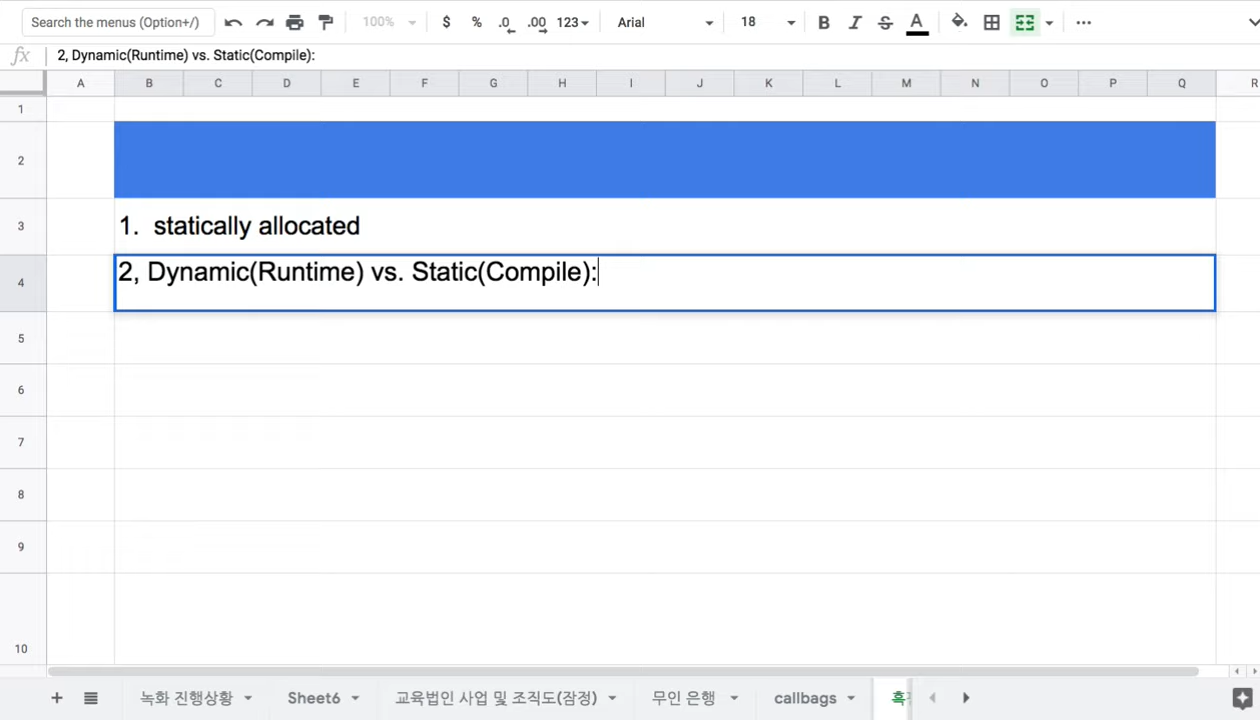 Search the menus (Option+/) 100% $ % .0 .00 123 Arial 18 B I S A
fx 2, Dynamic(Runtime) vs. Static(Compile):
A B C D E F G H I J K L M N O P Q R
1
2
3 1. statically allocated
4 2, Dynamic(Runtime) vs. Static(Compile):
5
6
7
8
9
10
녹화 진행상황 Sheet6 교육법인 사업 및 조직도(잠정) 무인 은행 callbags